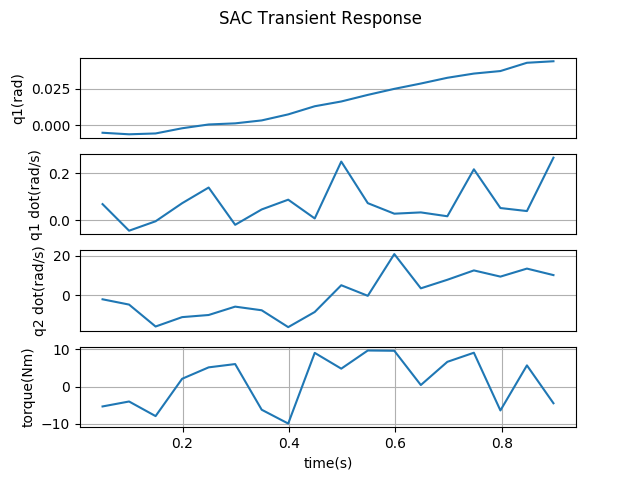 SAC Transient Response
q1(rad)
0.025
0.000
q1 dot(rad/s)
0.2
0.0
q2 dot(rad/s)
20
0
torque(Nm)
10
0
−10
0.2 0.4 0.6 0.8
time(s)